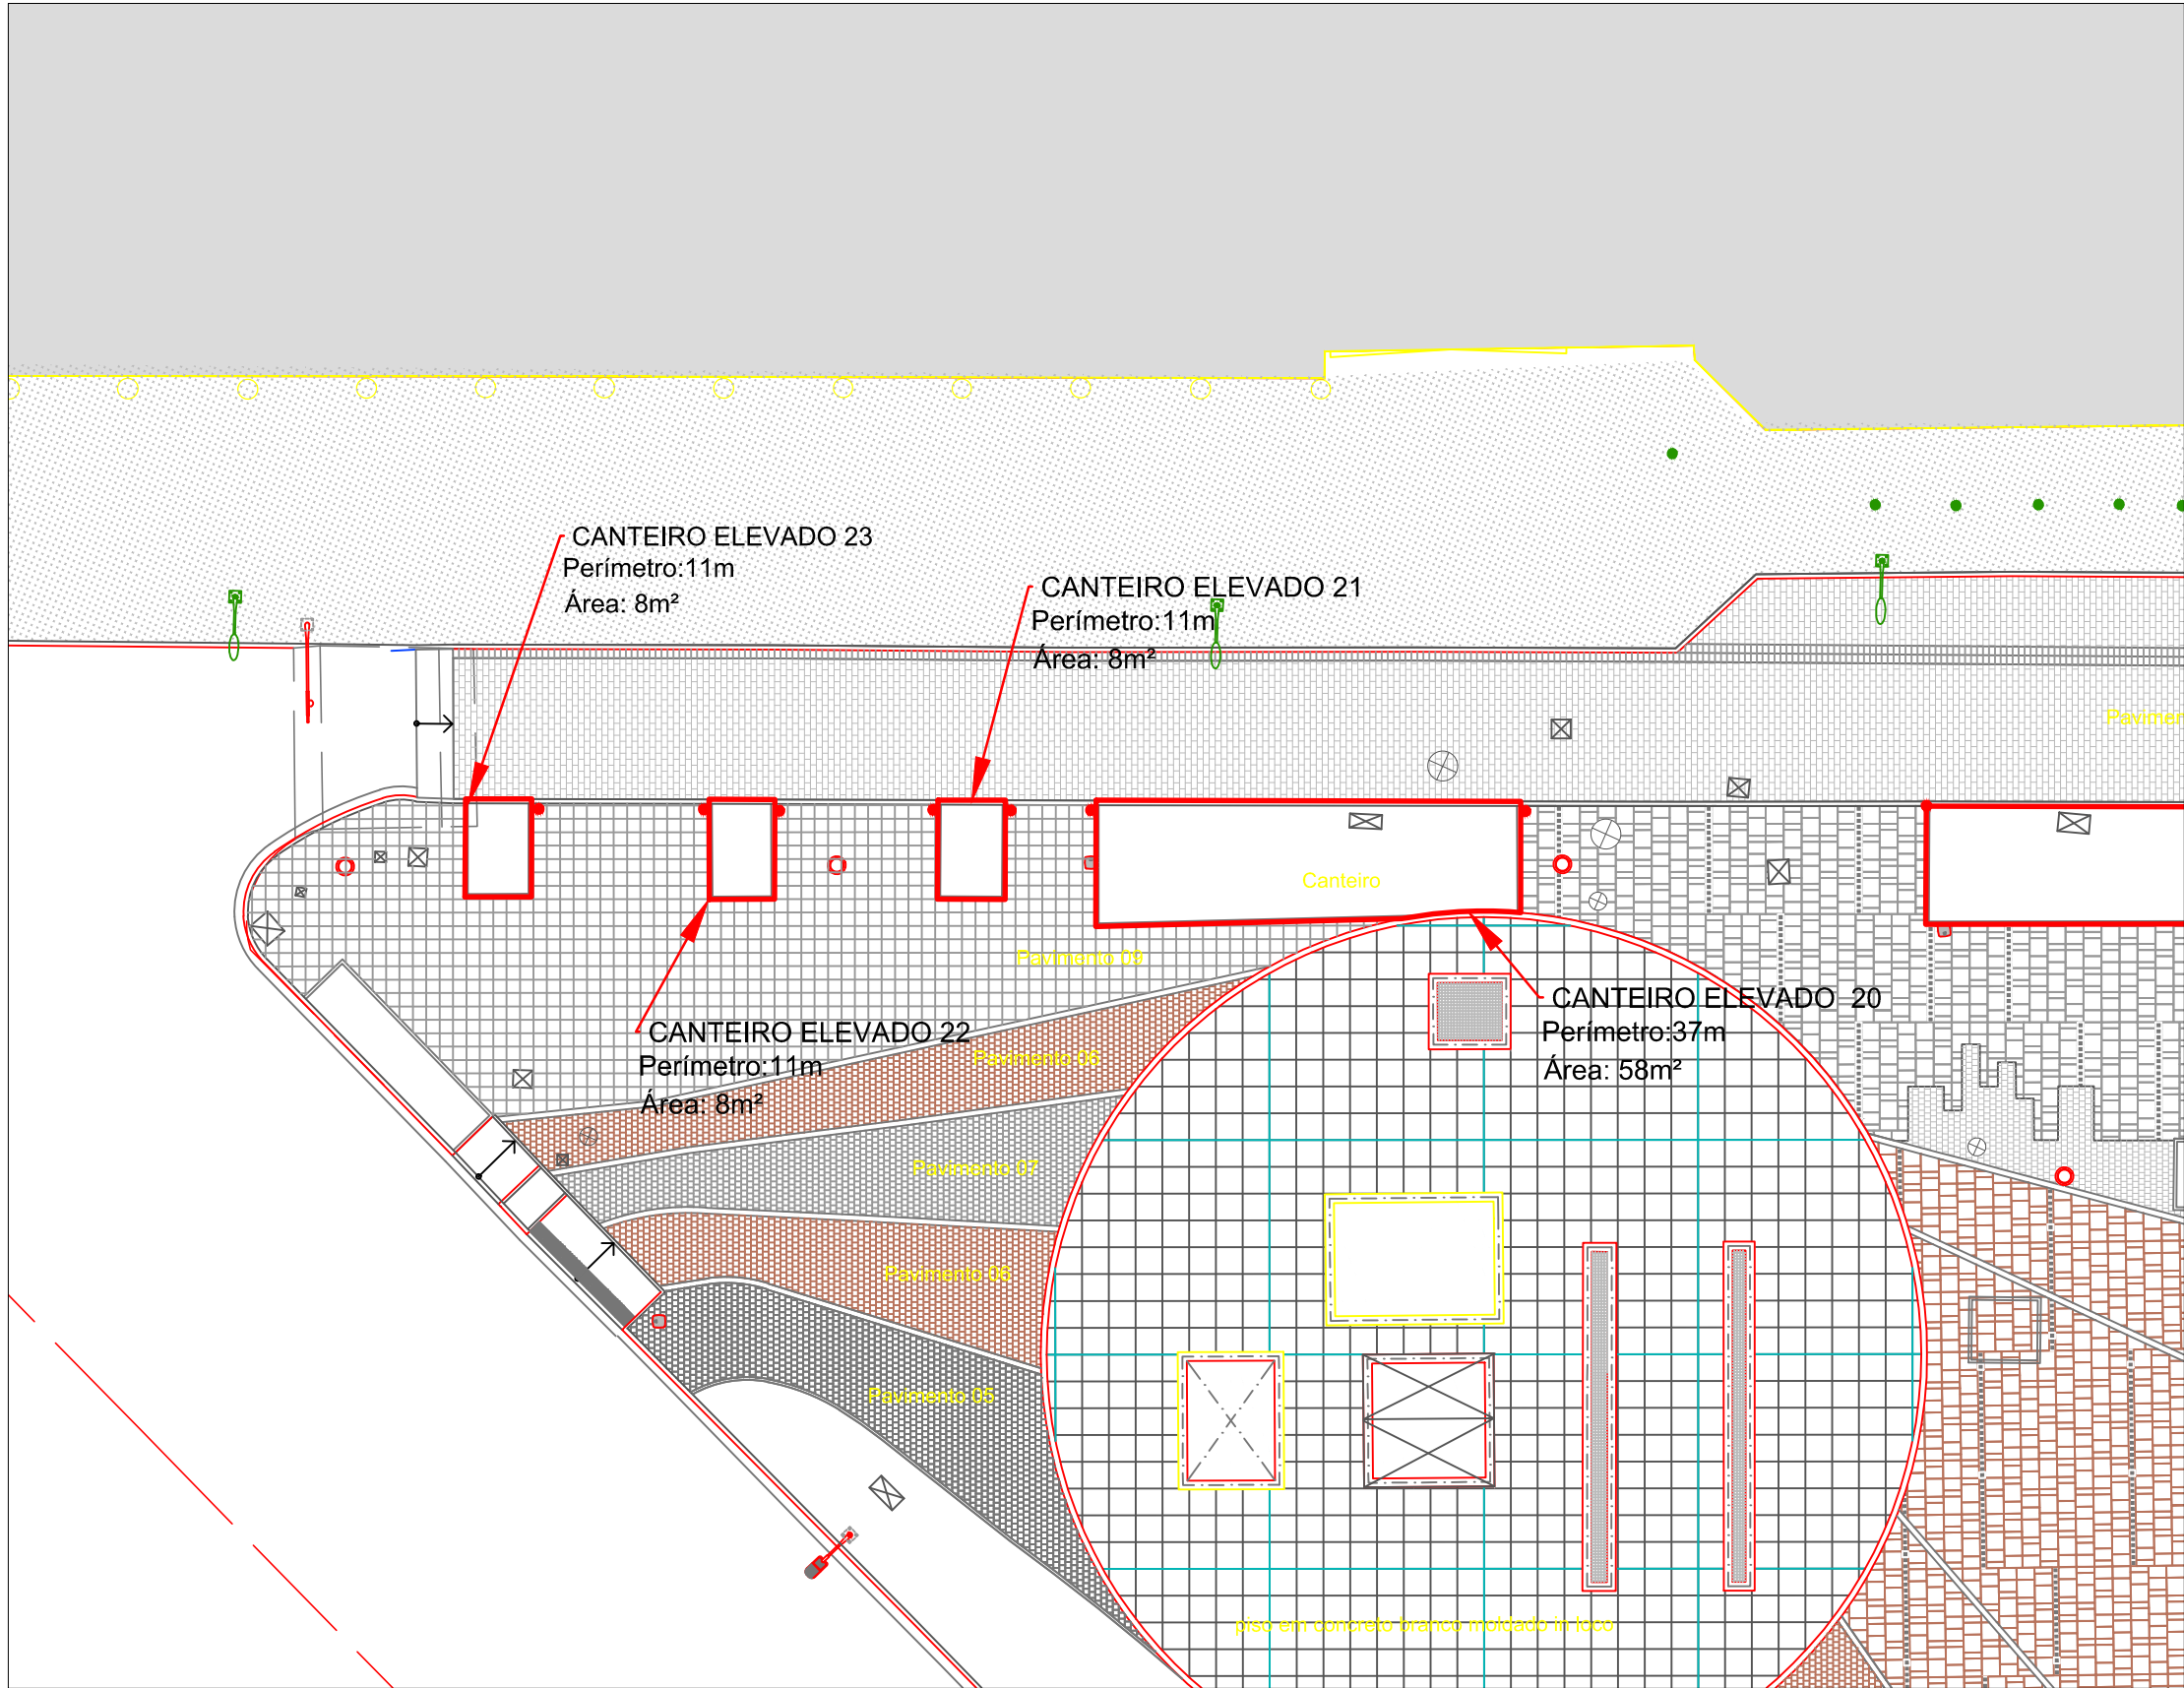 CANTEIRO ELEVADO 23
Perímetro:11m
Área: 8m²
CANTEIRO ELEVADO 21
Perímetro:11m
Área: 8m²
Canteiro
Pavimento 09
CANTEIRO ELEVADO 20
Perímetro:37m
Área: 58m²
CANTEIRO ELEVADO 22
Perímetro:11m
Área: 8m²
Pavimento 06
Pavimento 07
Pavimento 06
Pavimento 05
piso em concreto branco moldado in loco